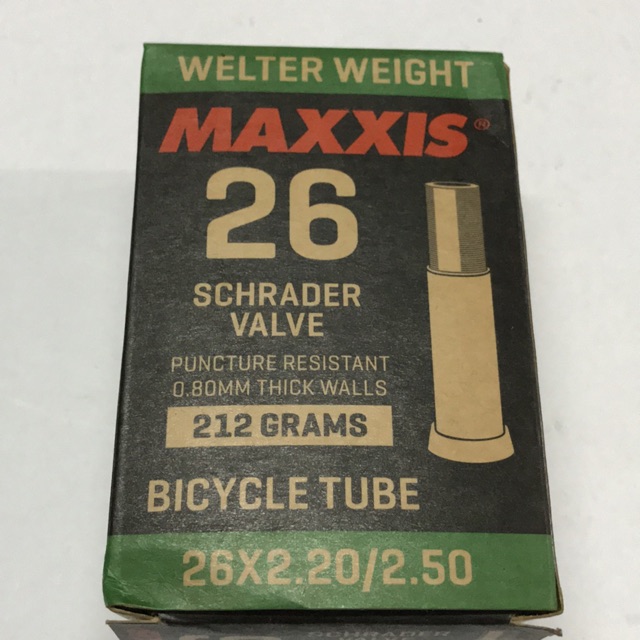 WELTER WEIGHT
MAXXIS®
26
SCHRADER
VALVE
PUNCTURE RESISTANT
0.80MM THICK WALLS
212 GRAMS
BICYCLE TUBE
26X2.20/2.50
SCHRADER